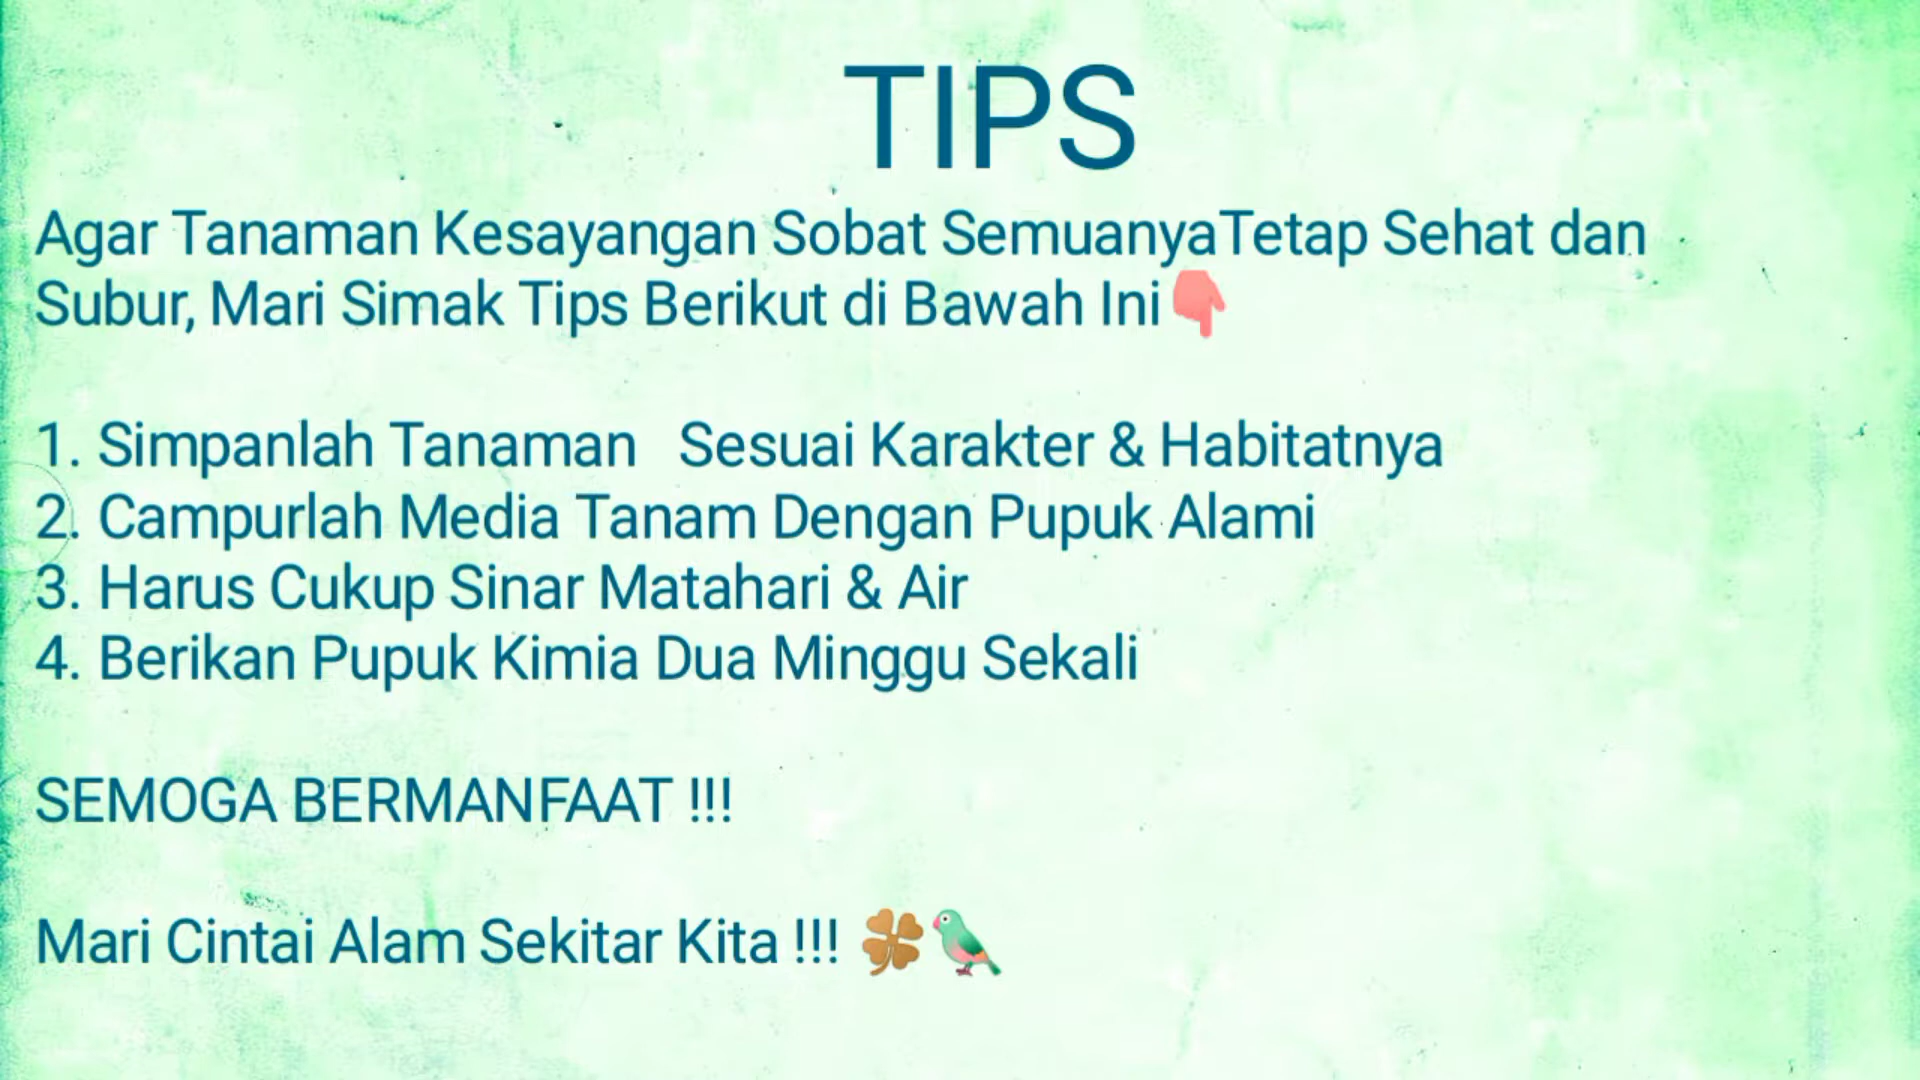 TIPS
Agar Tanaman Kesayangan Sobat SemuanyaTetap Sehat dan
Subur, Mari Simak Tips Berikut di Bawah Ini👇
1. Simpanlah Tanaman   Sesuai Karakter & Habitatnya
2. Campurlah Media Tanam Dengan Pupuk Alami
3. Harus Cukup Sinar Matahari & Air
4. Berikan Pupuk Kimia Dua Minggu Sekali
SEMOGA BERMANFAAT !!!
Mari Cintai Alam Sekitar Kita !!! 🍀🦜